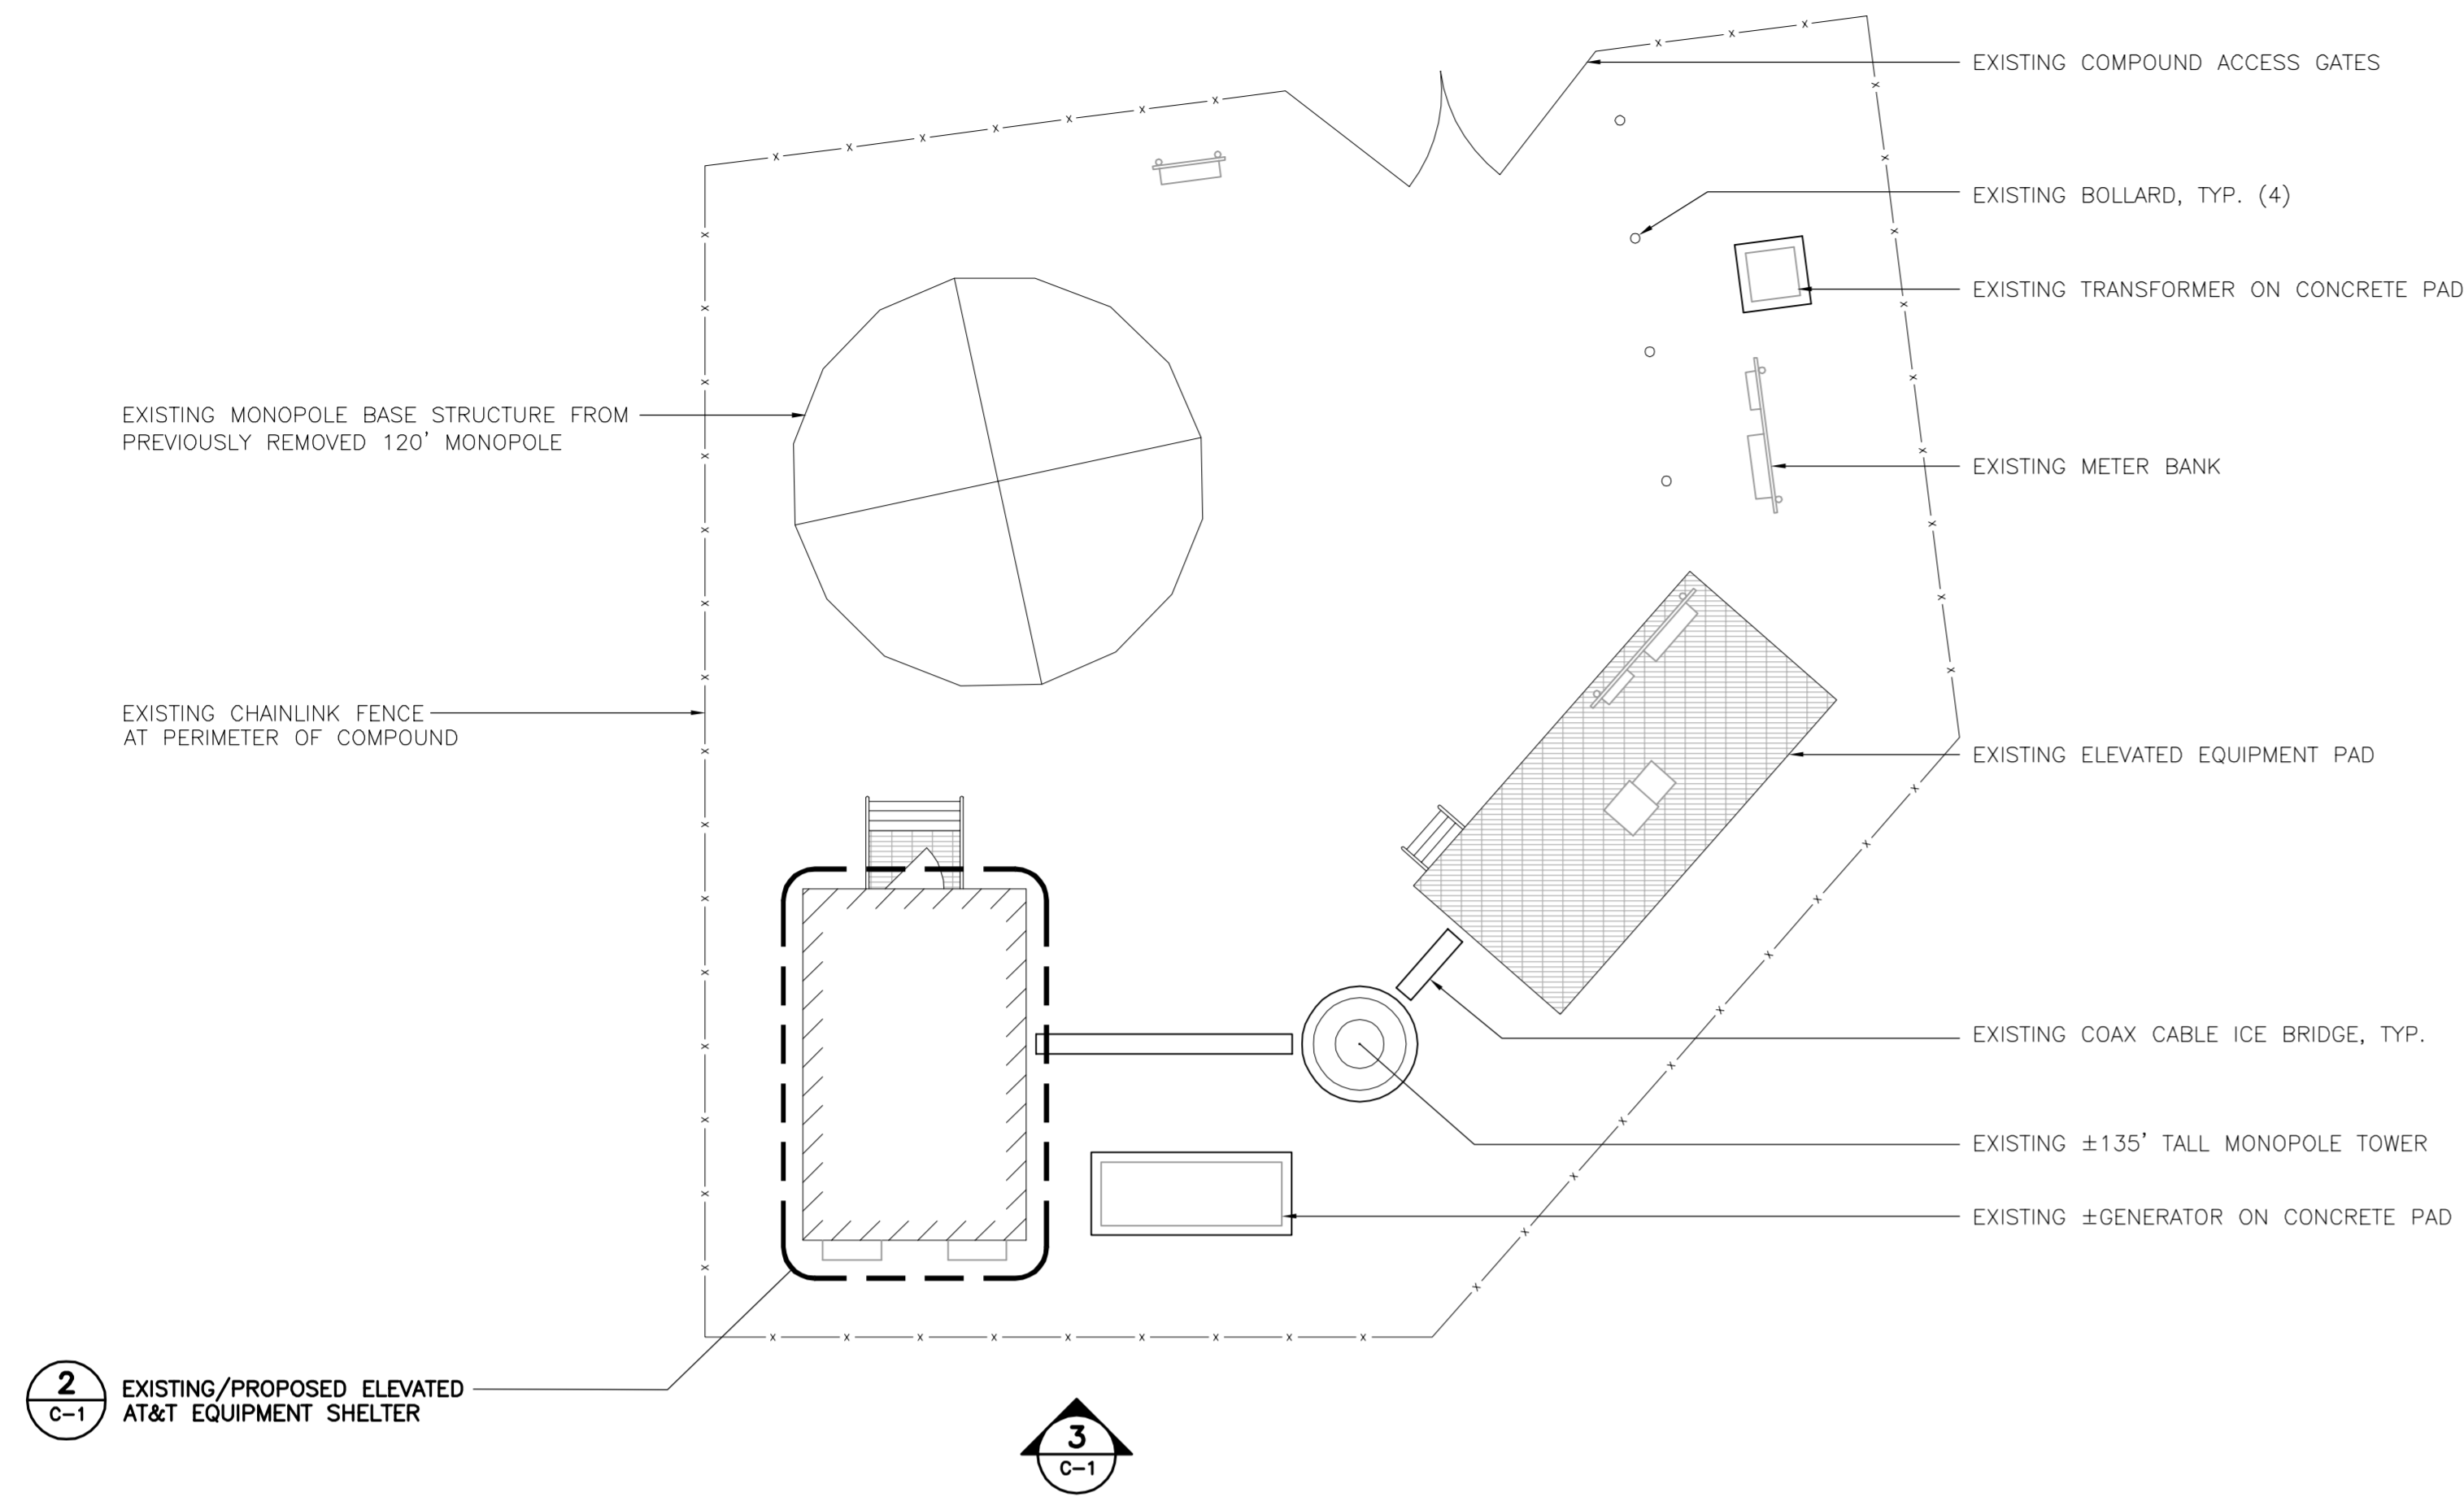 EXISTING COMPOUND ACCESS GATES
EXISTING BOLLARD, TYP. (4)
EXISTING TRANSFORMER ON CONCRETE PAD
EXISTING MONOPOLE BASE STRUCTURE FROM
PREVIOUSLY REMOVED 120' MONOPOLE
EXISTING METER BANK
EXISTING CHAINLINK FENCE
AT PERIMETER OF COMPOUND
EXISTING ELEVATED EQUIPMENT PAD
EXISTING COAX CABLE ICE BRIDGE, TYP.
EXISTING ±135' TALL MONOPOLE TOWER
EXISTING ±GENERATOR ON CONCRETE PAD
2
C-1
EXISTING/PROPOSED ELEVATED
AT&T EQUIPMENT SHELTER
3
C-1